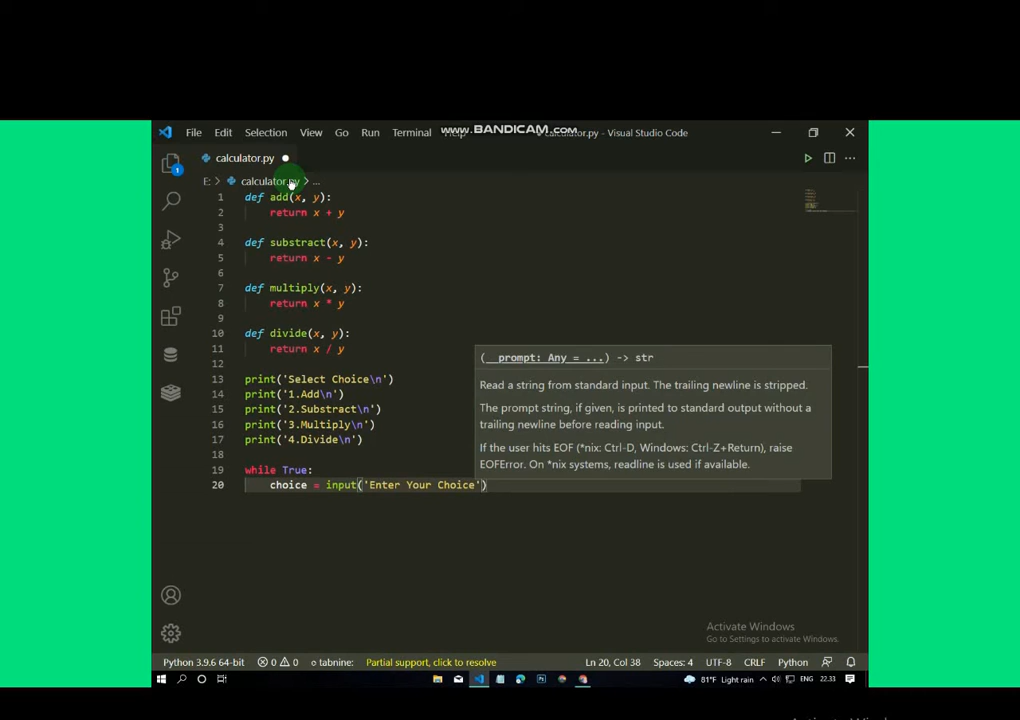 www.BANDICAM.com
File Edit Selection View Go Run Terminal Help calculator.py - Visual Studio Code
calculator.py
E: > calculator.py > ...
1 def add(x, y):
2 return x + y
3
4 def substract(x, y):
5 return x - y
6
7 def multiply(x, y):
8 return x * y
9
10 def divide(x, y):
11 return x / y
12
13 print('Select Choice\n')
14 print('1.Add\n')
15 print('2.Substract\n')
16 print('3.Multiply\n')
17 print('4.Divide\n')
18
19 while True:
20 choice = input('Enter Your Choice')
(__prompt: Any = ...) -> str
Read a string from standard input. The trailing newline is stripped.
The prompt string, if given, is printed to standard output without a
trailing newline before reading input.
If the user hits EOF (*nix: Ctrl-D, Windows: Ctrl-Z+Return), raise
EOFError. On *nix systems, readline is used if available.
1
Activate Windows
Go to Settings to activate Windows.
Python 3.9.6 64-bit 0 0 tabnine: Partial support, click to resolve Ln 20, Col 38 Spaces: 4 UTF-8 CRLF Python
81°F Light rain ENG 22.33